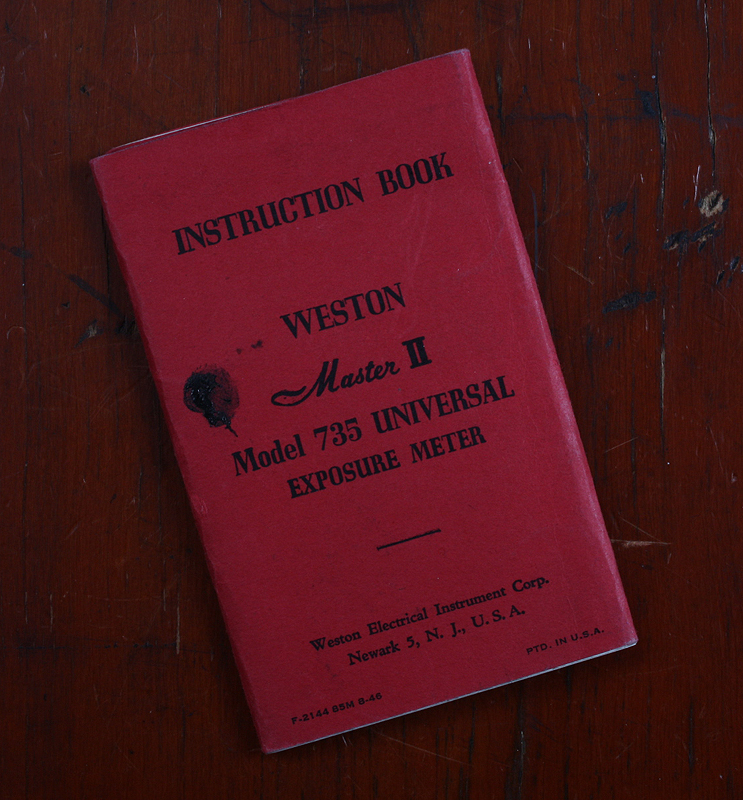 INSTRUCTION BOOK
WESTON
Master II
Model 735 UNIVERSAL
EXPOSURE METER
Weston Electrical Instrument Corp.
Newark 5, N. J., U. S. A.
PTD. IN U.S.A.
F-2144 85M 8-46